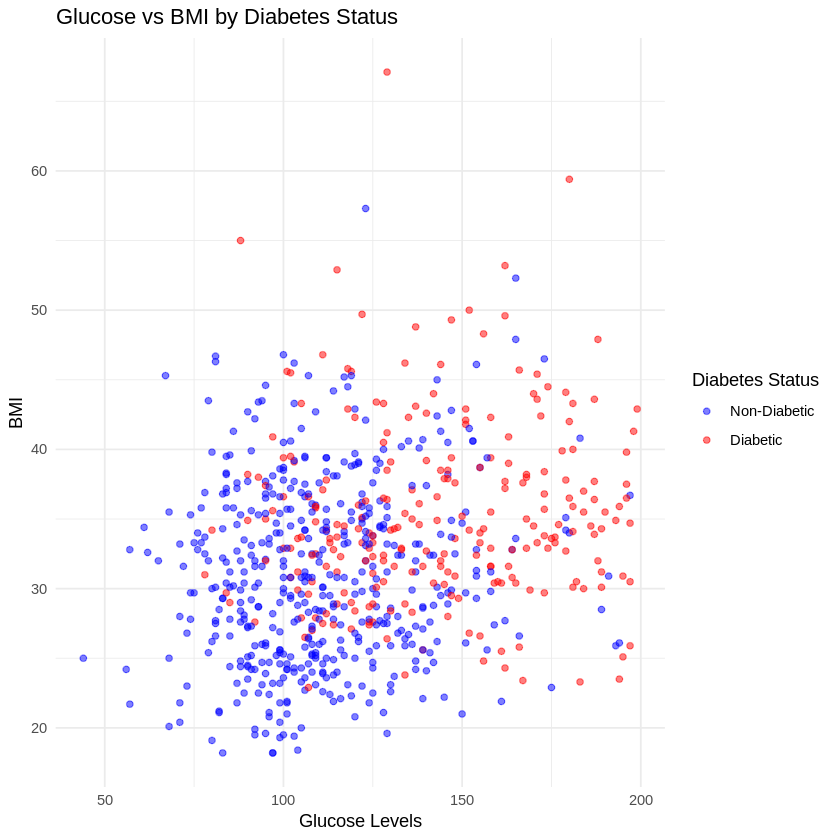 Glucose vs BMI by Diabetes Status
60
50
40
30
20
BMI
50
100
150
200
Glucose Levels
Diabetes Status
Non-Diabetic
Diabetic